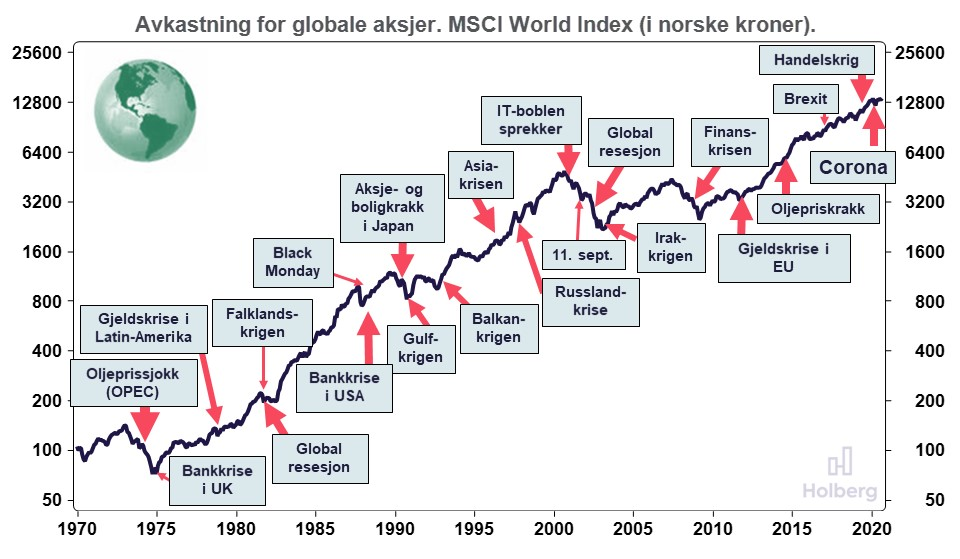 Avkastning for globale aksjer. MSCI World Index (i norske kroner).
25600
12800
6400
3200
1600
800
400
200
100
50
25600
12800
6400
3200
1600
800
400
200
100
50
Handelskrig
Brexit
IT-boblen
sprekker
Global
resesjon
Finans-
krisen
Corona
Asia-
krisen
Aksje- og
boligkrakk
i Japan
Oljepriskrakk
Black
Monday
11. sept.
Irak-
krigen
Gjeldskrise i
EU
Russland-
krise
Gjeldskrise i
Latin-Amerika
Falklands-
krigen
Gulf-
krigen
Balkan-
krigen
Oljeprissjokk
(OPEC)
Bankkrise
i USA
Global
resesjon
Bankkrise
i UK
Holberg
1970
1975
1980
1985
1990
1995
2000
2005
2010
2015
2020